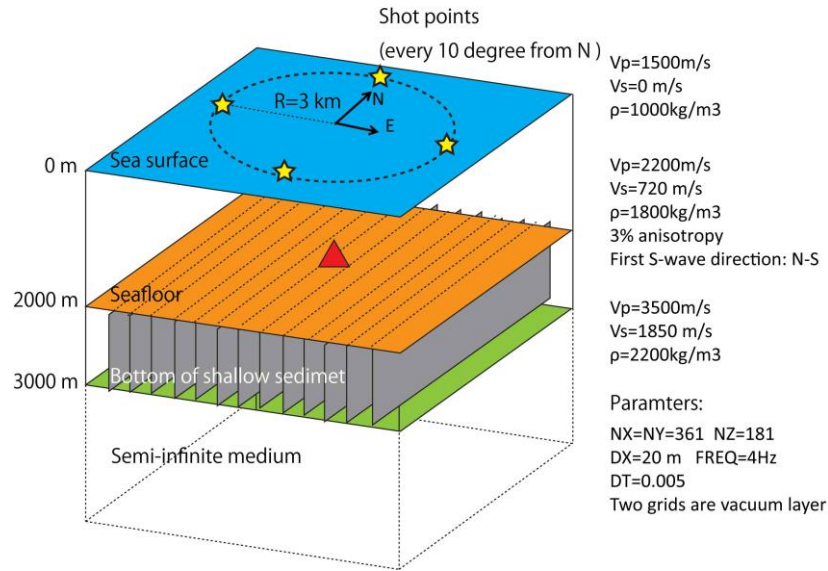 Shot points
(every 10 degree from N )
R=3 km
N
E
Sea surface
0 m
Seafloor
2000 m
Bottom of shallow sedimet
3000 m
Semi-infinite medium
Vp=1500m/s
Vs=0 m/s
ρ=1000kg/m3
Vp=2200m/s
Vs=720 m/s
ρ=1800kg/m3
3% anisotropy
First S-wave direction: N-S
Vp=3500m/s
Vs=1850 m/s
ρ=2200kg/m3
Paramters:
NX=NY=361 NZ=181
DX=20 m FREQ=4Hz
DT=0.005
Two grids are vacuum layer